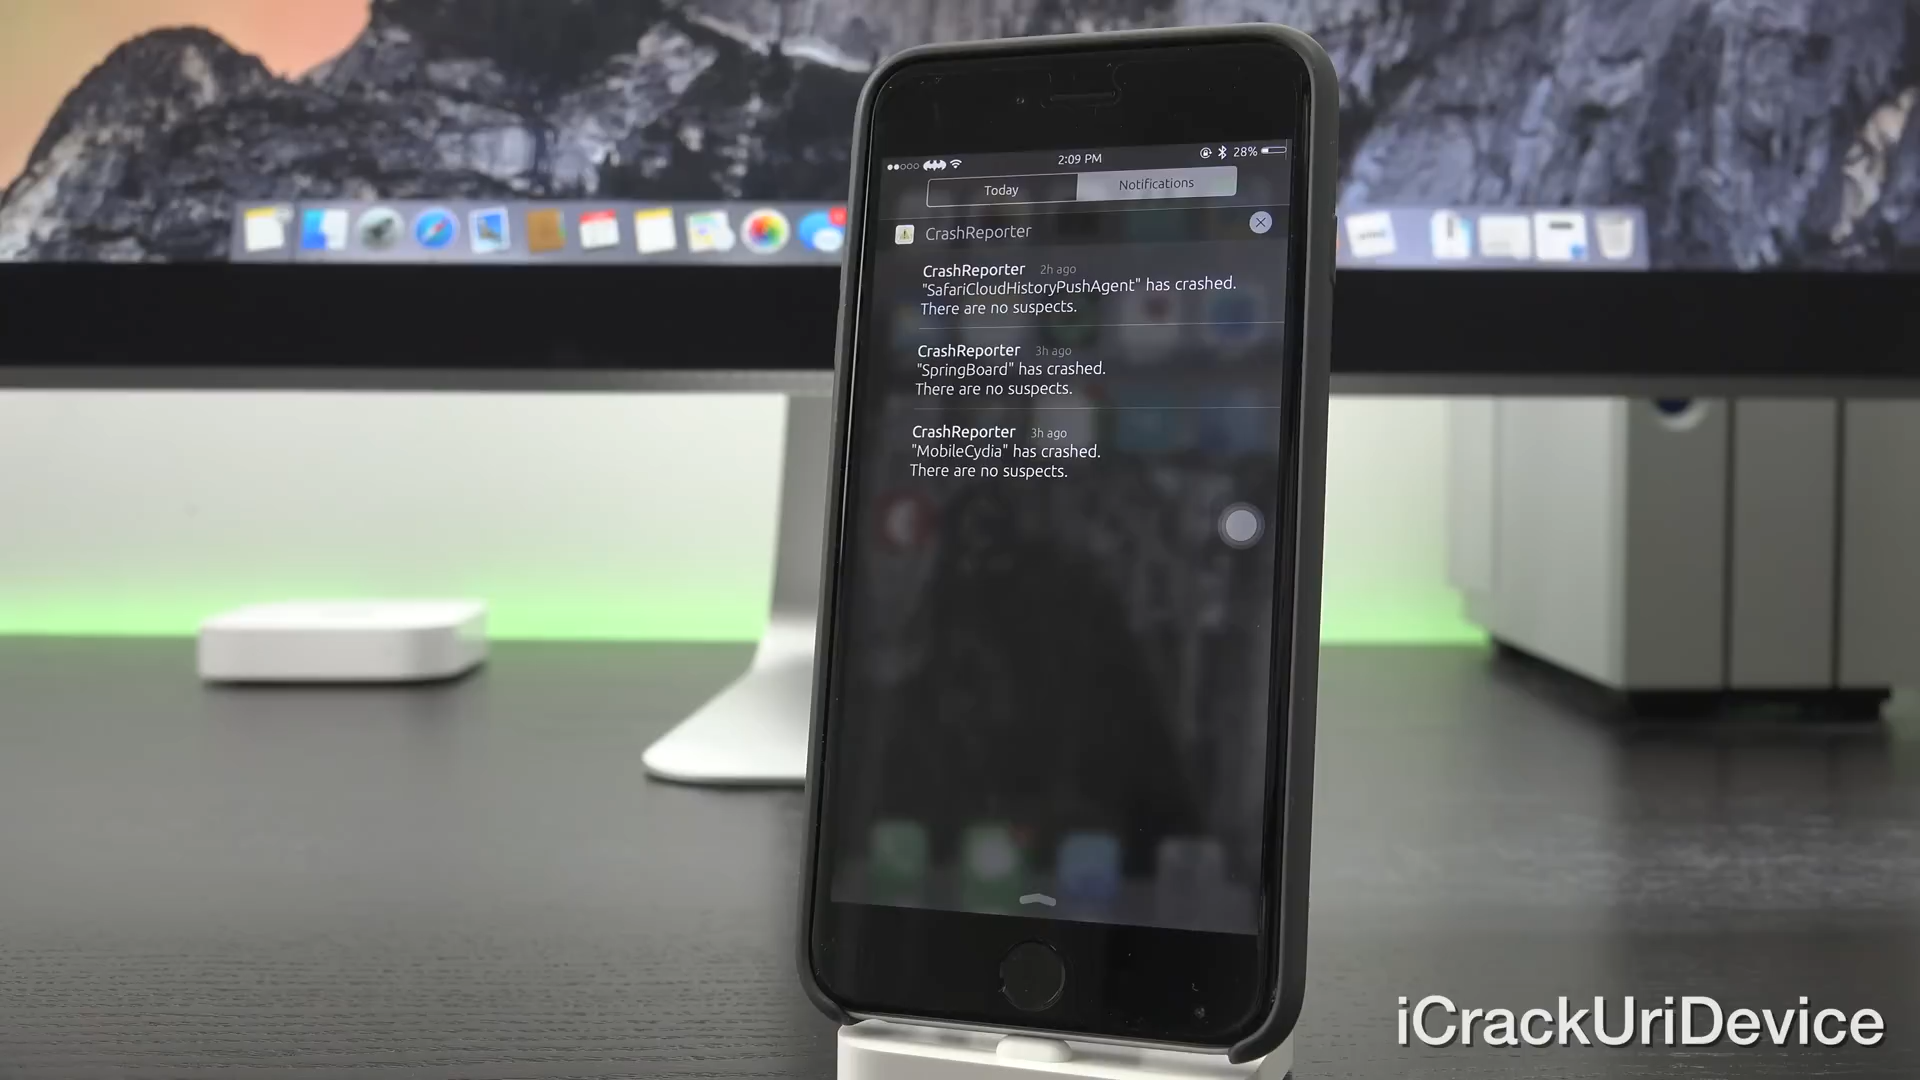 2:09 PM
28%
Today
Notifications
CrashReporter
CrashReporter 2h ago
"SafariCloudHistoryPushAgent" has crashed.
There are no suspects.
CrashReporter 3h ago
"SpringBoard" has crashed.
There are no suspects.
CrashReporter 3h ago
"MobileCydia" has crashed.
There are no suspects.
iCrackUriDevice